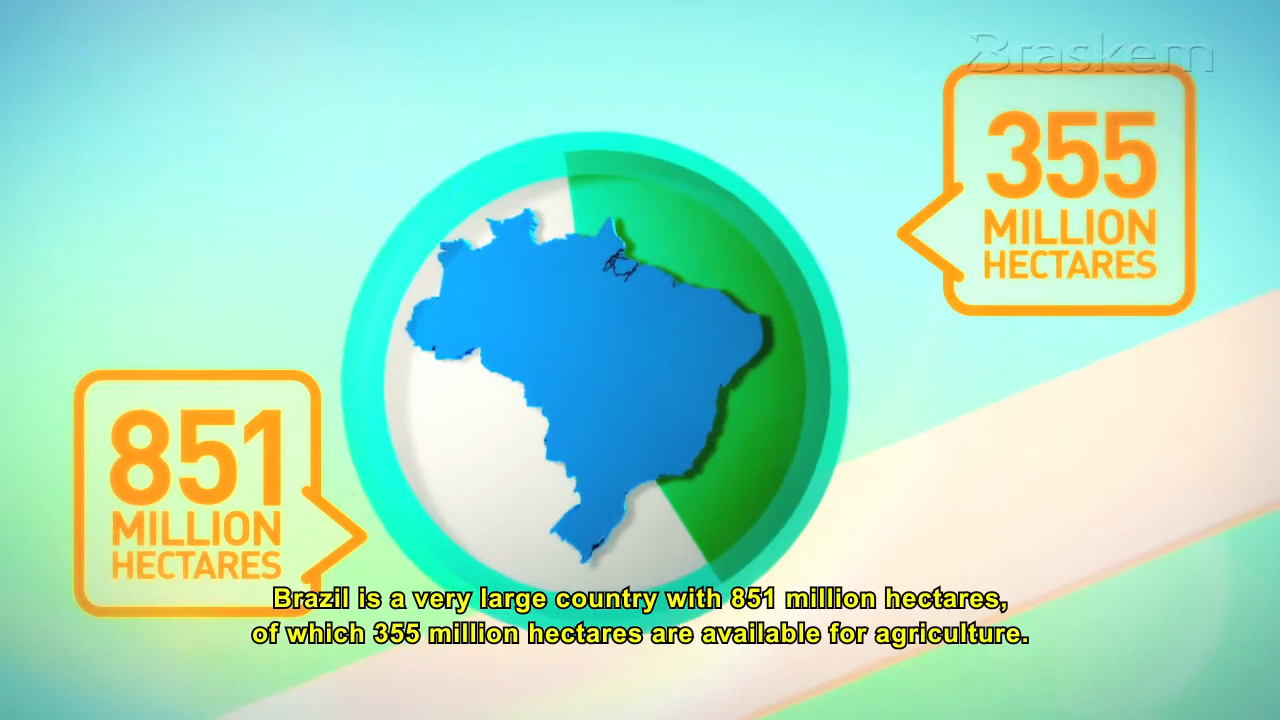 Braskem
355
MILLION
HECTARES
851
MILLION
HECTARES
Brazil is a very large country with 851 million hectares,
of which 355 million hectares are available for agriculture.